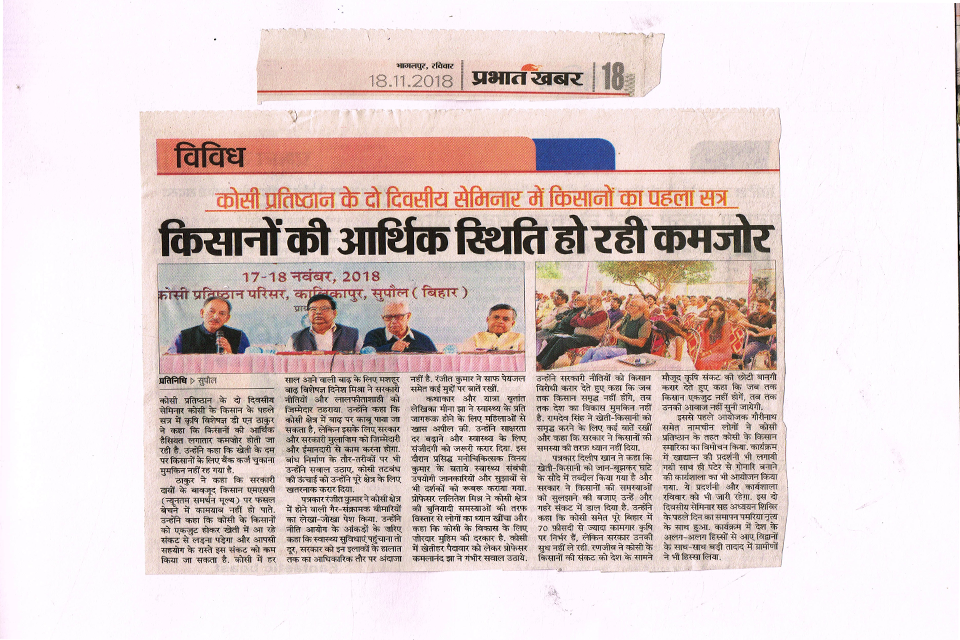 भागलपुर, रविवार
18.11.2018
प्रभात खबर
18
विविध
कोसी प्रतिष्ठान के दो दिवसीय सेमिनार में किसानों का पहला सत्र
किसानों की आर्थिक स्थिति हो रही कमजोर
17-18 नवंबर, 2018
कोसी प्रतिष्ठान परिसर, कालिकापुर, सुपौल ( बिहार )
प्रतिनिधि > सुपौल
कोसी प्रतिष्ठान के दो दिवसीय
सेमिनार कोसी के किसान के पहले
सत्र में कृषि विशेषज्ञ डी एन ठाकुर
ने कहा कि किसानों की आर्थिक
हैसियत लगातार कमजोर होती जा
रही है. उन्होंने कहा कि खेती के दम
पर किसानों के लिए बैंक कर्ज चुकाना
मुमकिन नहीं रह गया है.
ठाकुर ने कहा कि सरकारी
दावों के बावजूद किसान एमएसपी
(न्यूनतम समर्थन मूल्य) पर फसल
बेचने में कामयाब नहीं हो पाते.
उन्होंने कहा कि कोसी के किसानों
को एकजुट होकर खेती में आ रहे
संकट से लड़ना पड़ेगा और आपसी
सहयोग के रास्ते इस संकट को कम
किया जा सकता है. कोसी में हर
साल आने वाली बाढ़ के लिए मशहूर
बाढ़ विशेषज्ञ दिनेश मिश्रा ने सरकारी
नीतियों और लालफीताशाही को
जिम्मेदार ठहराया. उन्होंने कहा कि
कोसी क्षेत्र में बाढ़ पर काबू पाया जा
सकता है, लेकिन इसके लिए सरकार
और सरकारी मुलाजिम को जिम्मेदारी
और ईमानदारी से काम करना होगा.
बांध निर्माण के तौर-तरीकों पर भी
उन्होंने सवाल उठाए. कोसी तटबंध
की ऊंचाई को उन्होंने पूरे क्षेत्र के लिए
खतरनाक करार दिया.
पत्रकार रंजीत कुमार ने कोसी क्षेत्र
में होने वाली गैर-संक्रामक बीमारियों
का लेखा-जोखा पेश किया. उन्होंने
नीति आयोग के आंकड़ों के जरिए
कहा कि स्वास्थ्य सुविधाएं पहुंचाना तो
दूर, सरकार को इन इलाकों के हालात
तक का आधिकारिक तौर पर अंदाजा
नहीं है. रंजीत कुमार ने साफ पेयजल
समेत कई मुद्दों पर बातें रखीं.
कथाकार और यात्रा वृतांत
लेखिका मीना झा ने स्वास्थ्य के प्रति
जागरूक होने के लिए महिलाओं से
खास अपील की. उन्होंने साक्षरता
दर बढ़ाने और स्वास्थ्य के लिए
संजीदगी को जरूरी करार दिया. इस
दौरान प्रसिद्ध मनोचिकित्सक विनय
कुमार के बताये स्वास्थ्य संबंधी
उपयोगी जानकारियों और सुझावों से
भी दर्शकों को रूबरू कराया गया.
प्रोफेसर ललितेश मिश्र ने कोसी क्षेत्र
की बुनियादी समस्याओं की तरफ
विस्तार से लोगों का ध्यान खींचा और
कहा कि कोसी के विकास के लिए
जोरदार मुहिम की दरकार है. कोसी
में खेतीहर पैदावार को लेकर प्रोफेसर
कमलानंद झा ने गंभीर सवाल उठाये.
उन्होंने सरकारी नीतियों को किसान
विरोधी करार देते हुए कहा कि जब
तक किसान समृद्ध नहीं होंगे, तब
तक देश का विकास मुमकिन नहीं
है. रामदेव सिंह ने खेती-किसानी को
समृद्ध करने के लिए कई बातें रखीं
और कहा कि सरकार ने किसानों की
समस्या की तरफ ध्यान नहीं दिया.
पत्रकार दिलीप खान ने कहा कि
खेती-किसानी को जान-बूझकर घाटे
के सौदे में तब्दील किया गया है और
सरकार ने किसानों की समस्याओं
को सुलझाने की बजाए उन्हें और
गहरे संकट में डाल दिया है. उन्होंने
कहा कि कोसी समेत पूरे बिहार में
70 फीसदी से ज्यादा कामगार कृषि
पर निर्भर हैं, लेकिन सरकार उनकी
सुध नहीं ले रही. रणजीव ने कोसी के
किसानों की संकट को देश के सामने
मौजूद कृषि संकट की छोटी बानगी
करार देते हुए कहा कि जब तक
किसान एकजुट नहीं होंगे, तब तक
उनकी आवाज नहीं सुनी जायेगी.
इससे पहले आयोजक गौरीनाथ
समेत नामचीन लोगों ने कोसी
प्रतिष्ठान के तहत कोसी के किसान
स्मारिका का विमोचन किया. कार्यक्रम
में खाद्यान्न की प्रदर्शनी भी लगायी
गयी साथ ही पटेर से गोनारि बनाने
की कार्यशाला का भी आयोजन किया
गया. ये प्रदर्शनी और कार्यशाला
रविवार को भी जारी रहेगा. इस दो
दिवसीय सेमिनार सह अध्ययन शिविर
के पहले दिन का समापन पमरिया नृत्य
के साथ हुआ. कार्यक्रम में देश के
अलग-अलग हिस्सों से आए विद्वानों
के साथ-साथ बड़ी तादाद में ग्रामीणों
ने भी हिस्सा लिया.